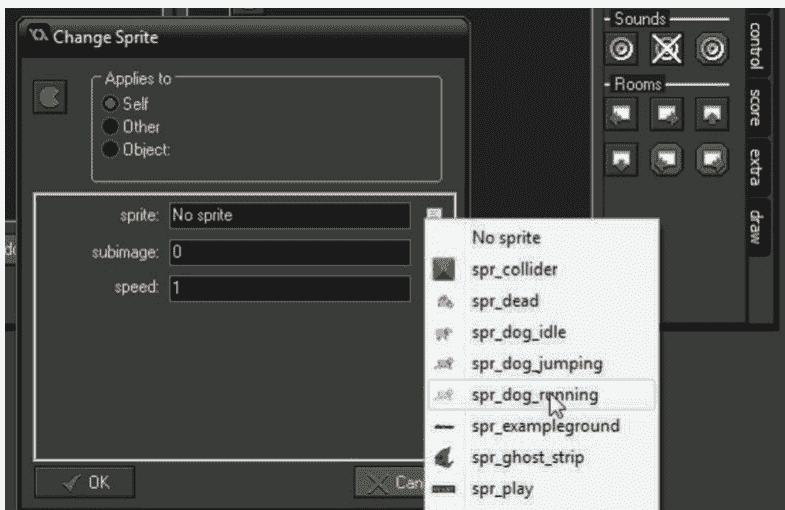 Change Sprite
Applies to
Self
Other
Object:
sprite: No sprite
subimage: 0
speed: 1
OK
Can
No sprite
spr_collider
spr_dead
spr_dog_idle
spr_dog_jumping
spr_dog_running
spr_exampleground
spr_ghost_strip
spr_play
Sounds
Rooms
control
score
extra
draw